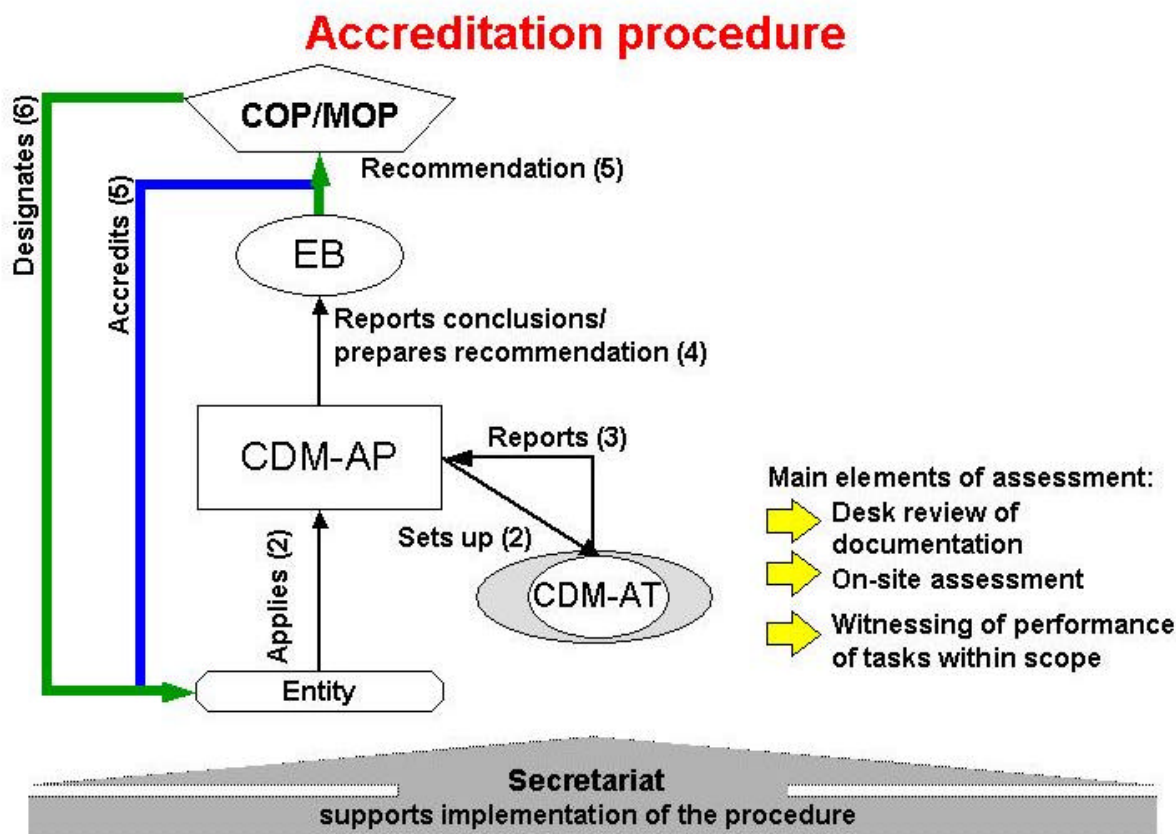 Accreditation procedure
COP/MOP
Designates (6)
Accredits (5)
Recommendation (5)
EB
Reports conclusions/
prepares recommendation (4)
CDM-AP
Reports (3)
Sets up (2)
CDM-AT
Applies (2)
Entity
Main elements of assessment:
Desk review of
documentation
On-site assessment
Witnessing of performance
of tasks within scope
Secretariat
supports implementation of the procedure